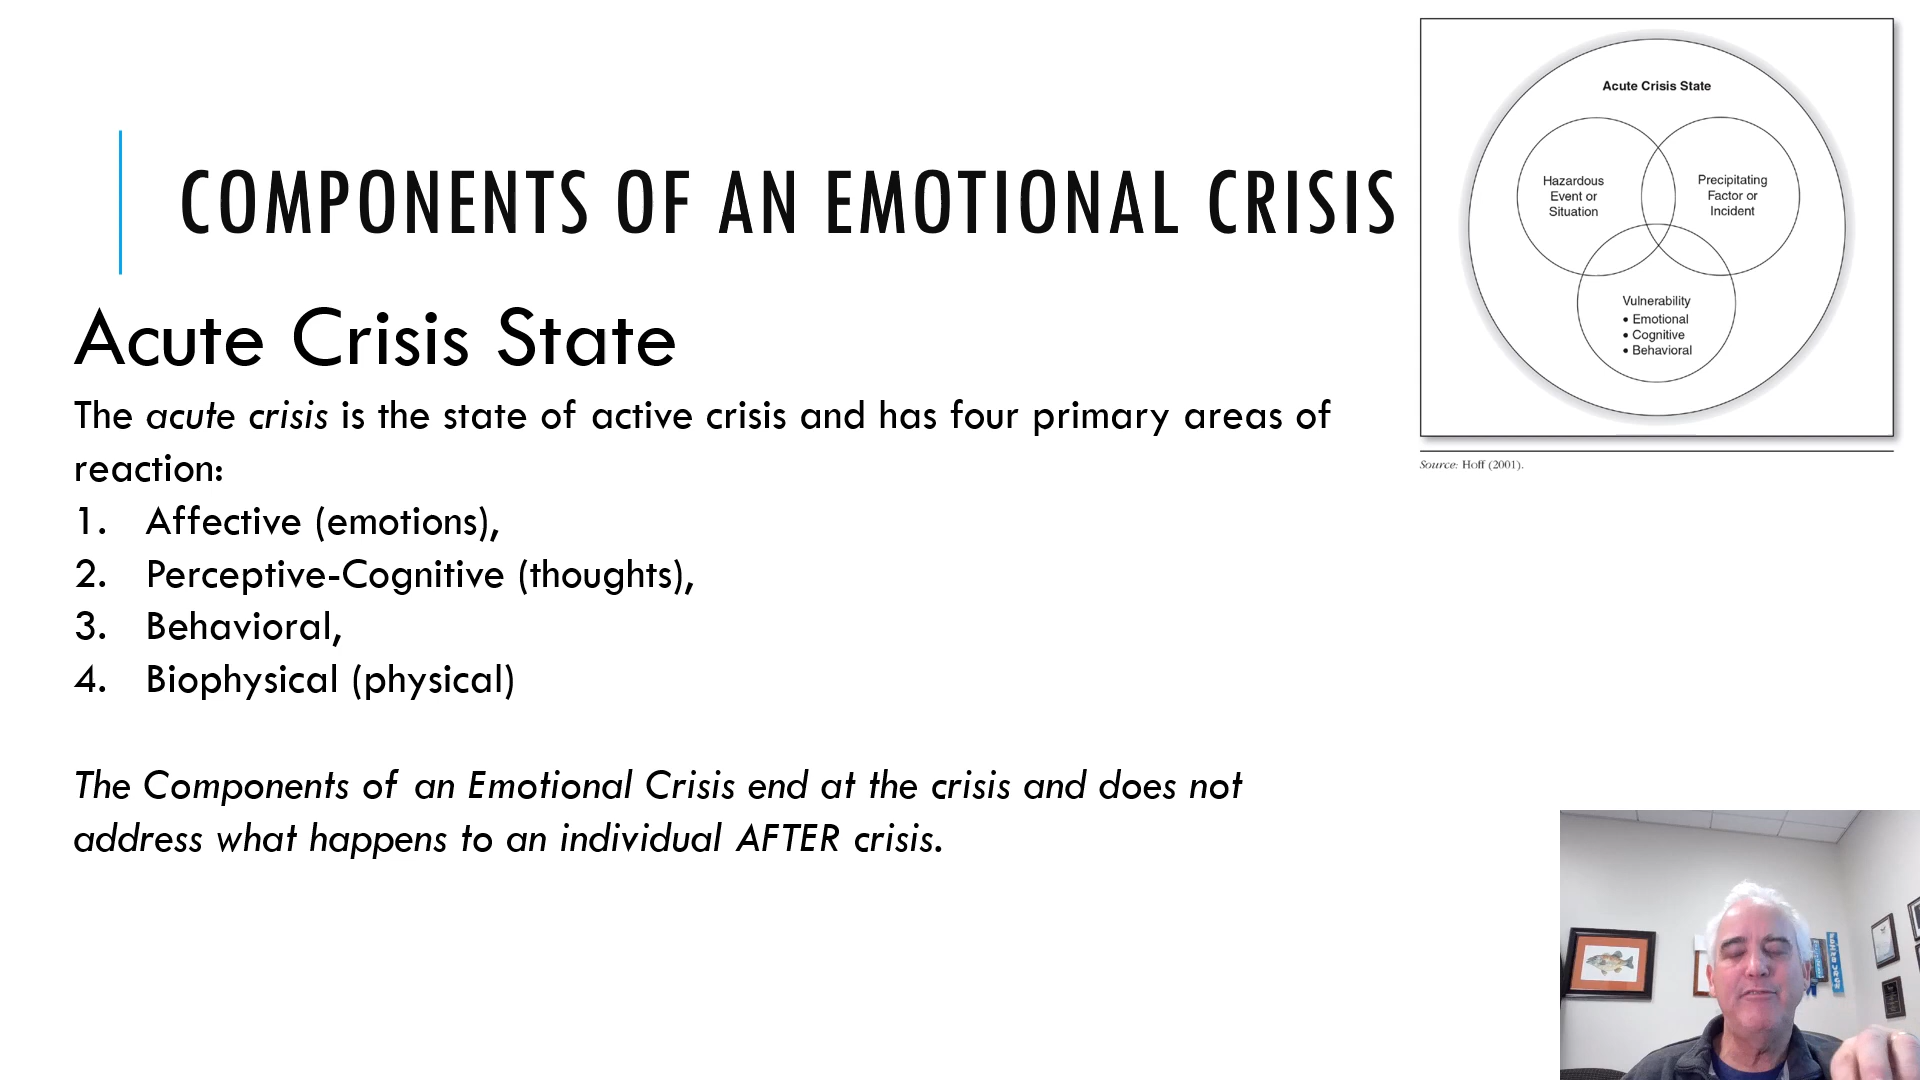 COMPONENTS OF AN EMOTIONAL CRISIS
Acute Crisis State
The acute crisis is the state of active crisis and has four primary areas of
reaction:
1. Affective (emotions),
2. Perceptive-Cognitive (thoughts),
3. Behavioral,
4. Biophysical (physical)
The Components of an Emotional Crisis end at the crisis and does not
address what happens to an individual AFTER crisis.
Acute Crisis State
Hazardous
Event or
Situation
Precipitating
Factor or
Incident
Vulnerability
• Emotional
• Cognitive
• Behavioral
Source: Hoff (2001).